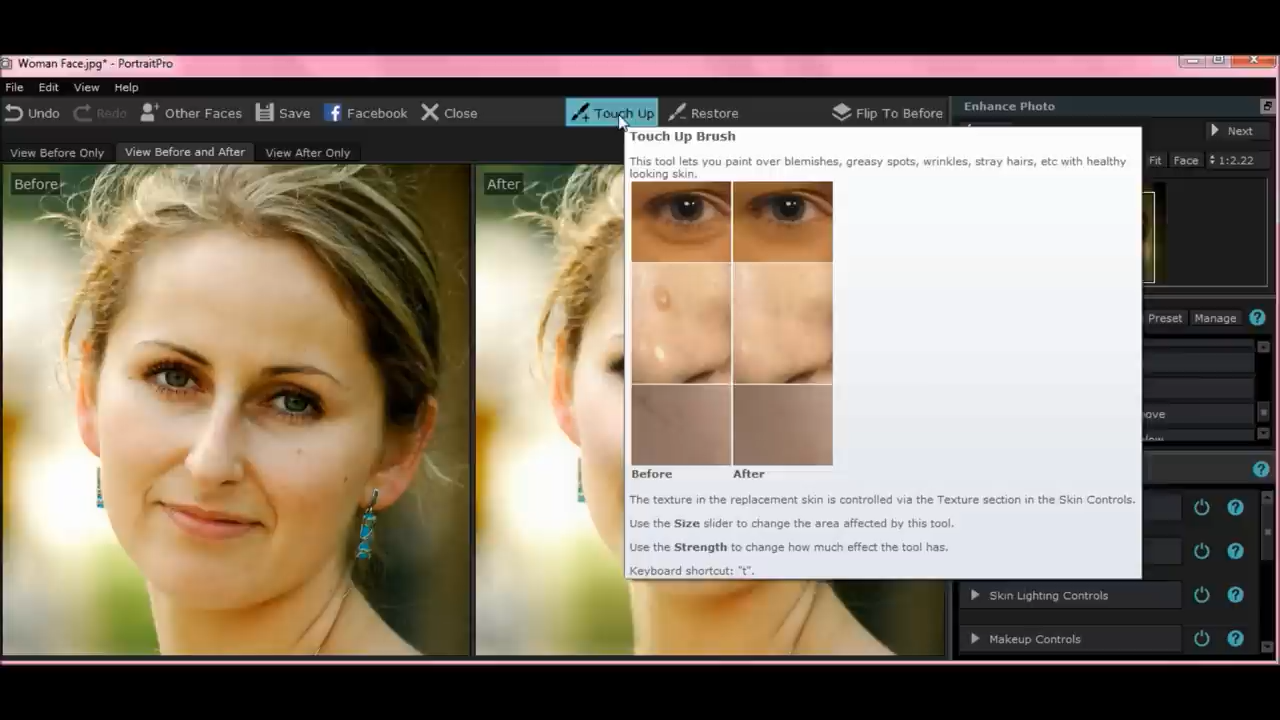 Woman Face.jpg* - PortraitPro
File Edit View Help
Undo Redo Other Faces Save Facebook Close Touch Up Restore Flip To Before
Enhance Photo
Next
View Before Only View Before and After View After Only
Fit Face 1:2.22
Before
After
Touch Up Brush
This tool lets you paint over blemishes, greasy spots, wrinkles, stray hairs, etc with healthy
looking skin.
Before After
The texture in the replacement skin is controlled via the Texture section in the Skin Controls.
Use the Size slider to change the area affected by this tool.
Use the Strength to change how much effect the tool has.
Keyboard shortcut: "t".
Preset Manage ?
?
?
?
Skin Lighting Controls ?
Makeup Controls ?